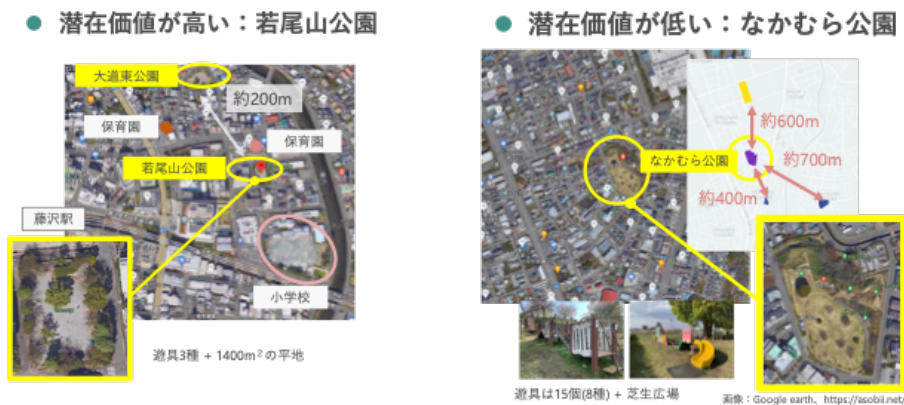 ● 潜在価値が高い：若尾山公園
大道東公園
約200m
保育園
保育園
若尾山公園
藤沢駅
小学校
遊具3種 + 1400m²の平地
● 潜在価値が低い：なかむら公園
約600m
なかむら公園
約700m
約400m
遊具は15個(8種) + 芝生広場
画像：Google earth、https://asobii.net/